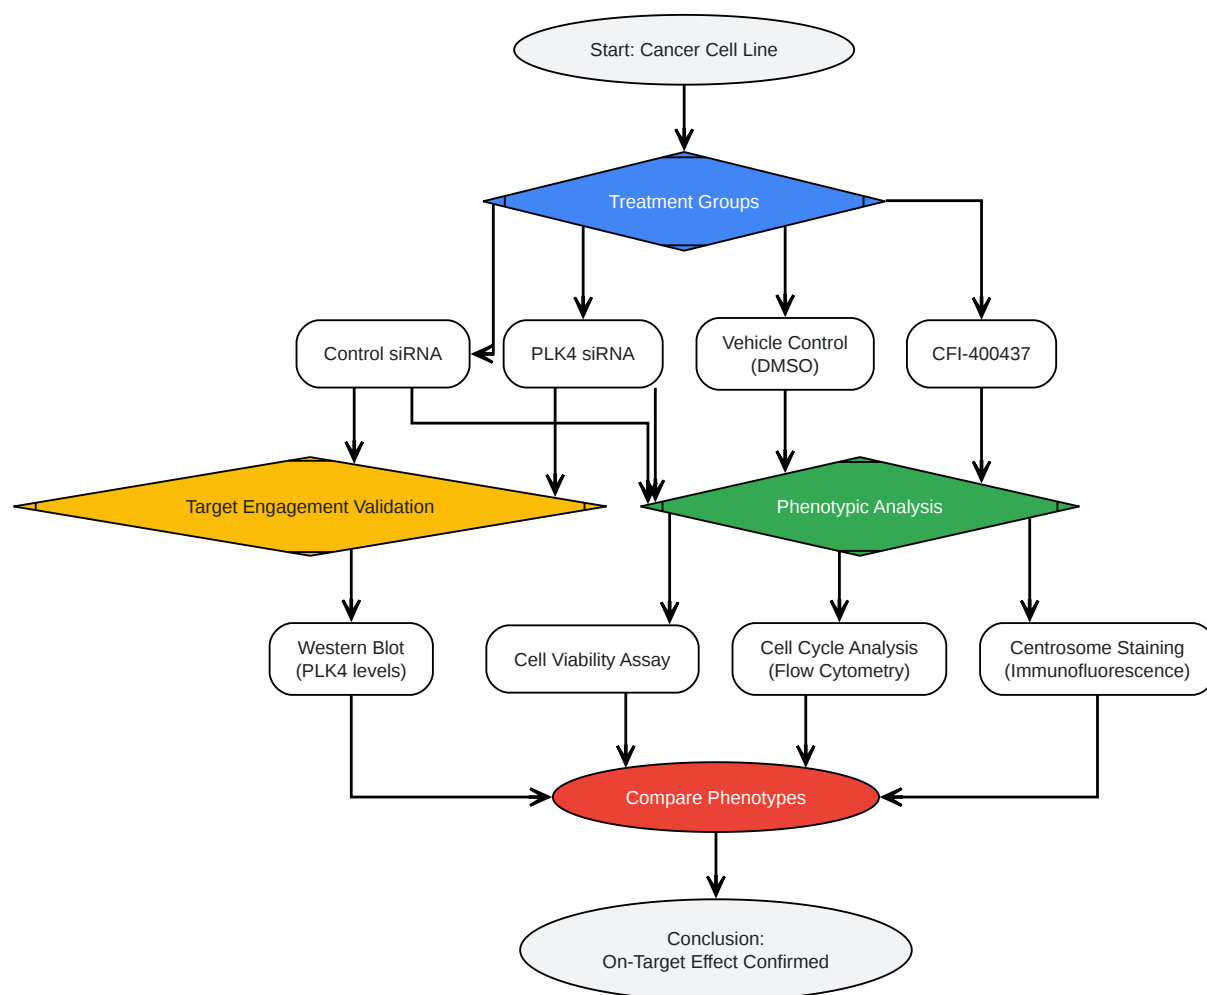 Start: Cancer Cell Line
Treatment Groups
Control siRNA
PLK4 siRNA
Vehicle Control
(DMSO)
CFI-400437
Target Engagement Validation
Phenotypic Analysis
Western Blot
(PLK4 levels)
Cell Viability Assay
Cell Cycle Analysis
(Flow Cytometry)
Centrosome Staining
(Immunofluorescence)
Compare Phenotypes
Conclusion:
On-Target Effect Confirmed